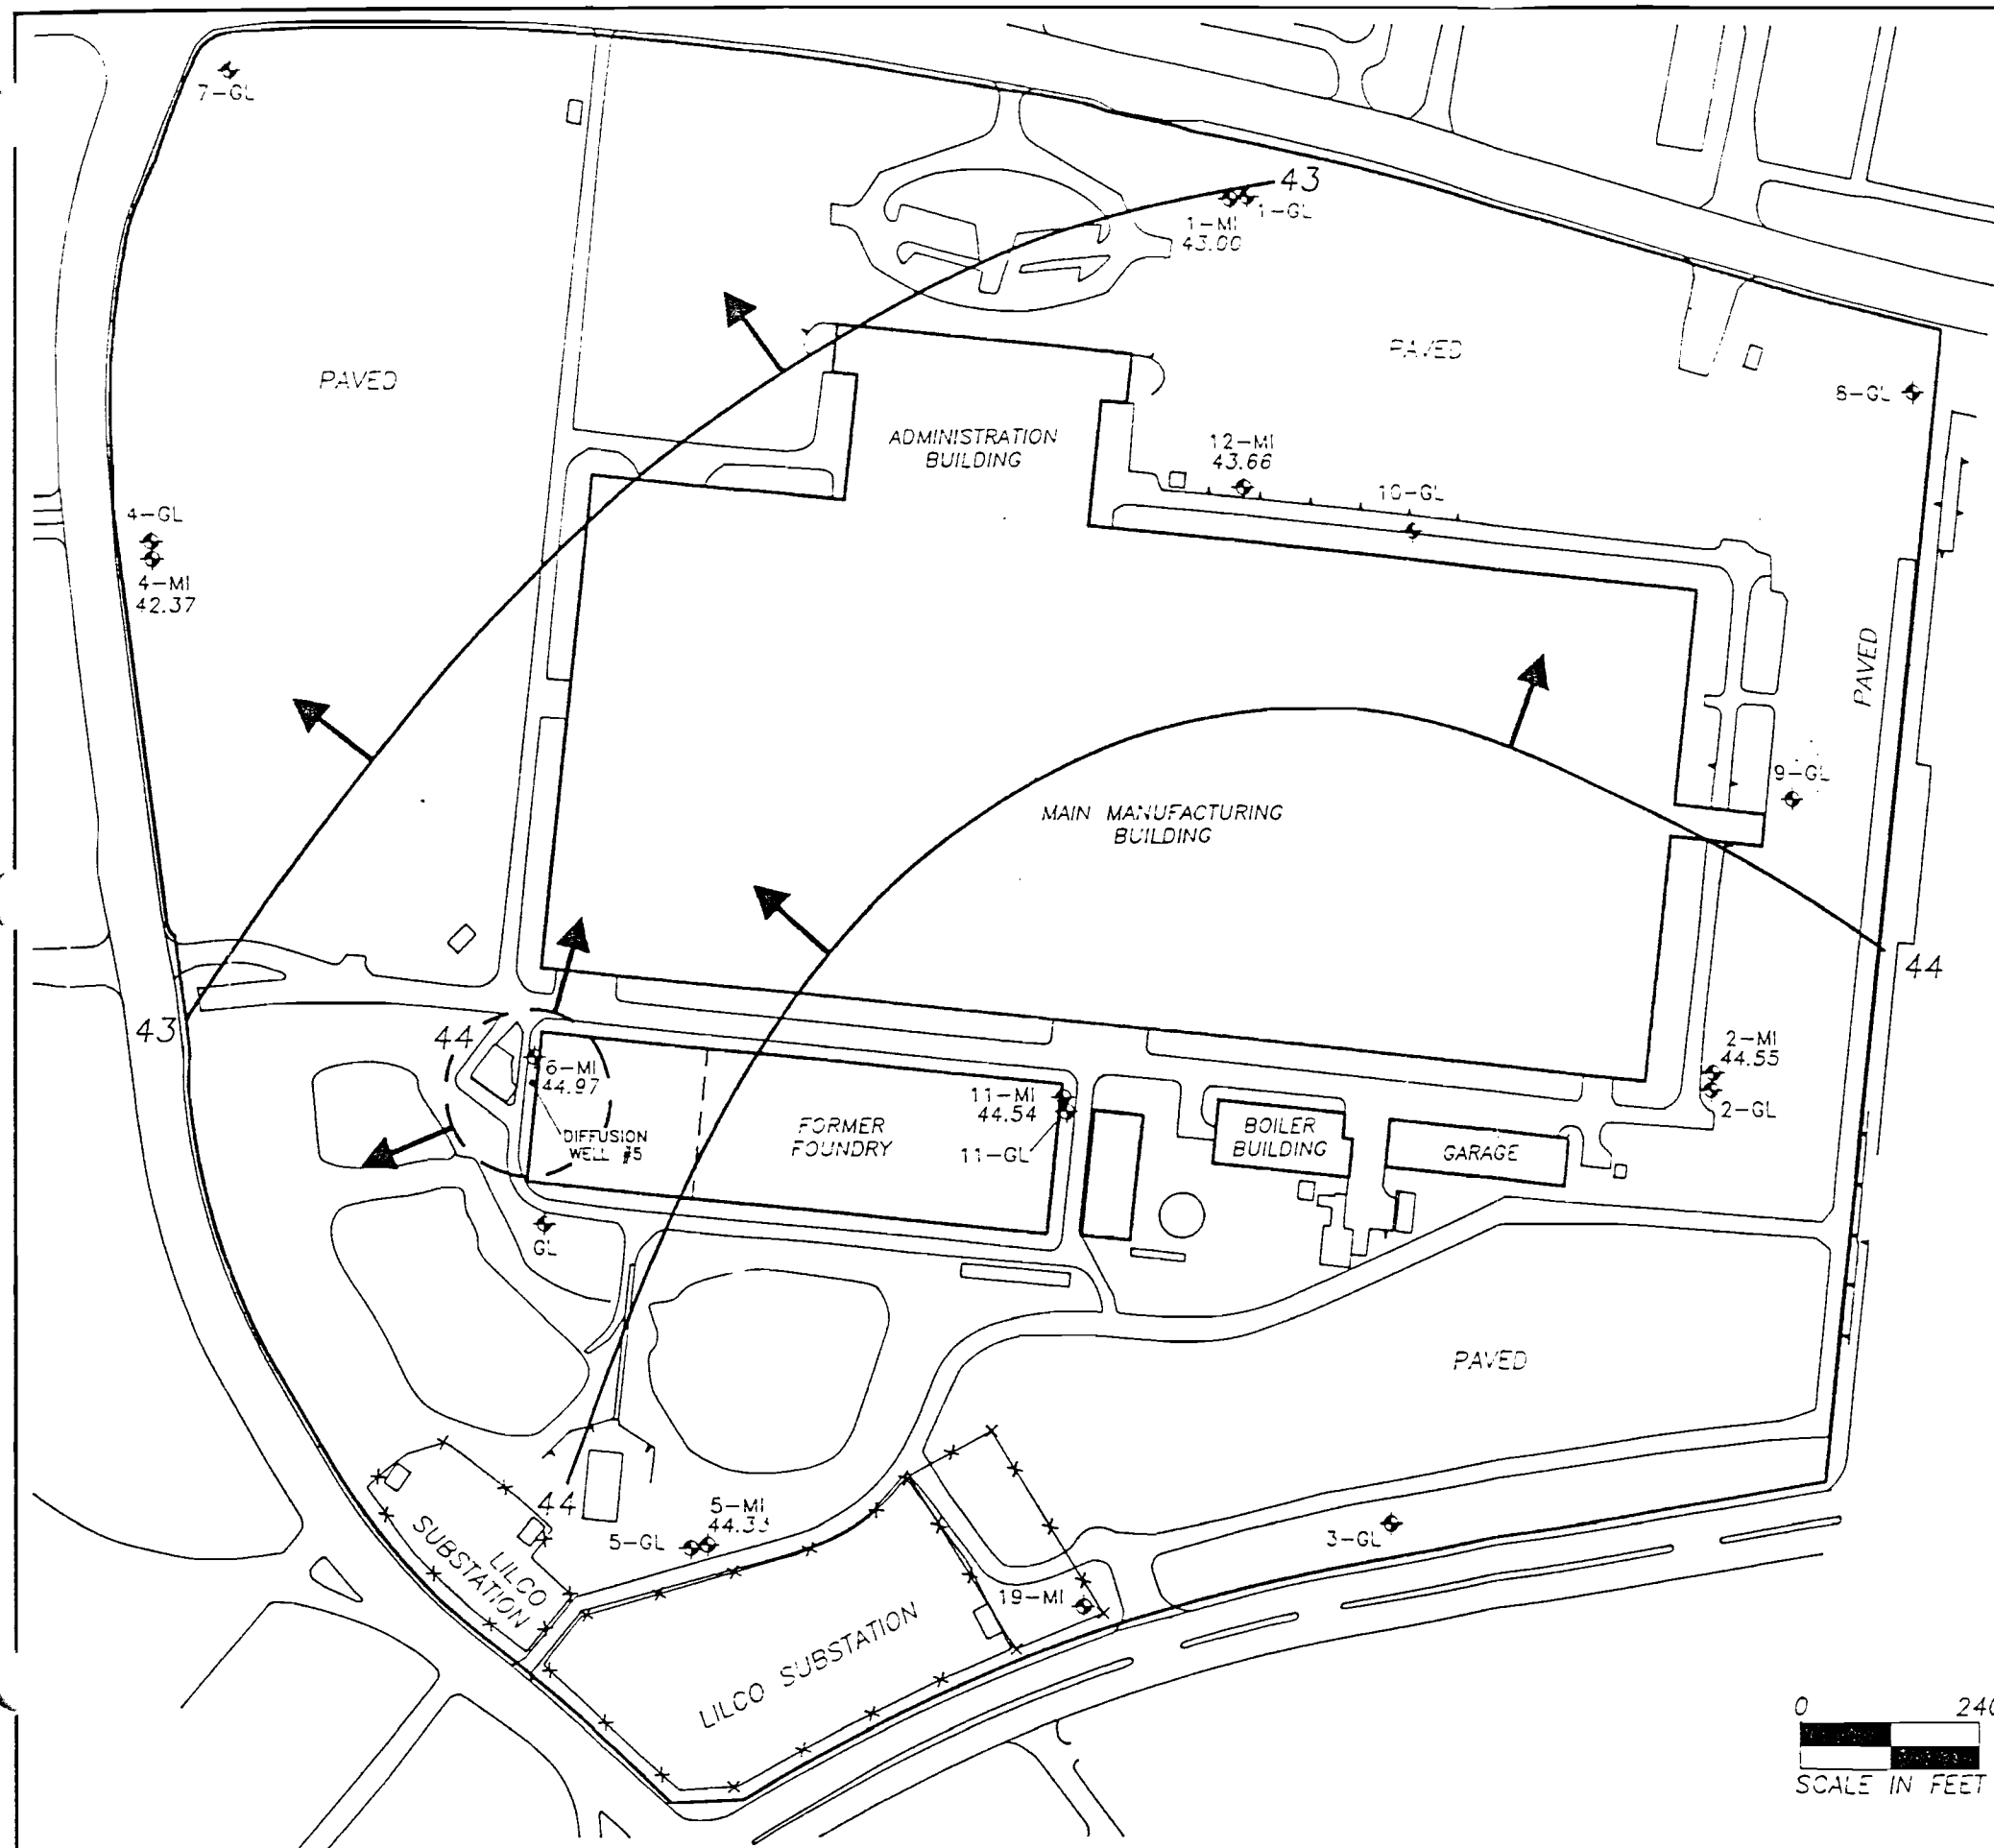 7-GL
43
1-GL
1-MI
43.00
PAVED
PAVED
8-GL
ADMINISTRATION
BUILDING
12-MI
43.66
10-GL
4-GL
4-MI
42.37
PAVED
9-GL
MAIN MANUFACTURING
BUILDING
44
43
44
6-MI
44.97
DIFFUSION
WELL #5
FORMER
FOUNDRY
11-MI
44.54
11-GL
BOILER
BUILDING
GARAGE
2-MI
44.55
2-GL
GL
PAVED
44
5-MI
44.33
5-GL
LILCO
SUBSTATION
3-GL
19-MI
LILCO SUBSTATION
0
240
SCALE IN FEET